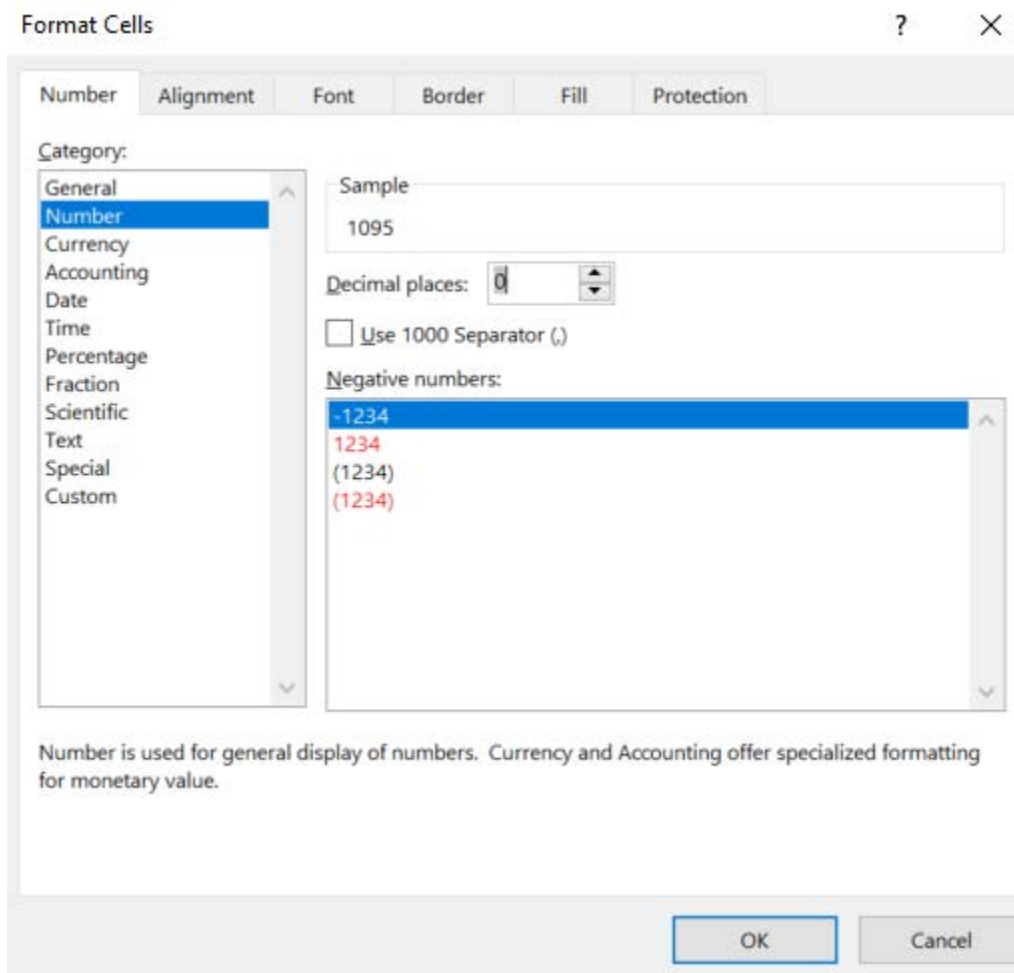 Format Cells ? X
Number Alignment Font Border Fill Protection
Category:
General
Number
Currency
Accounting
Date
Time
Percentage
Fraction
Scientific
Text
Special
Custom
Sample
1095
Decimal places: 0
Use 1000 Separator (,)
Negative numbers:
-1234
1234
(1234)
(1234)
Number is used for general display of numbers. Currency and Accounting offer specialized formatting
for monetary value.
OK Cancel